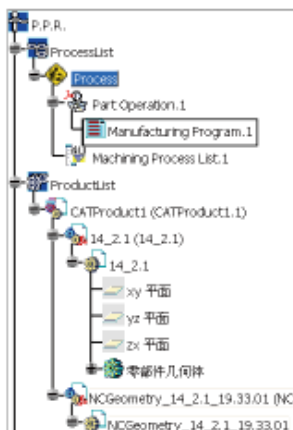 P.P.R.
ProcessList
Process
Part Operation.1
Manufacturing Program.1
Machining Process List.1
ProductList
CATProduct1 (CATProduct1.1)
14_2.1 (14_2.1)
14_2.1
xy 平面
yz 平面
zx 平面
零部件几何体
NCGeometry_14_2.1_19.33.01 (NC
NCGeometry_14_2.1_19.33.01